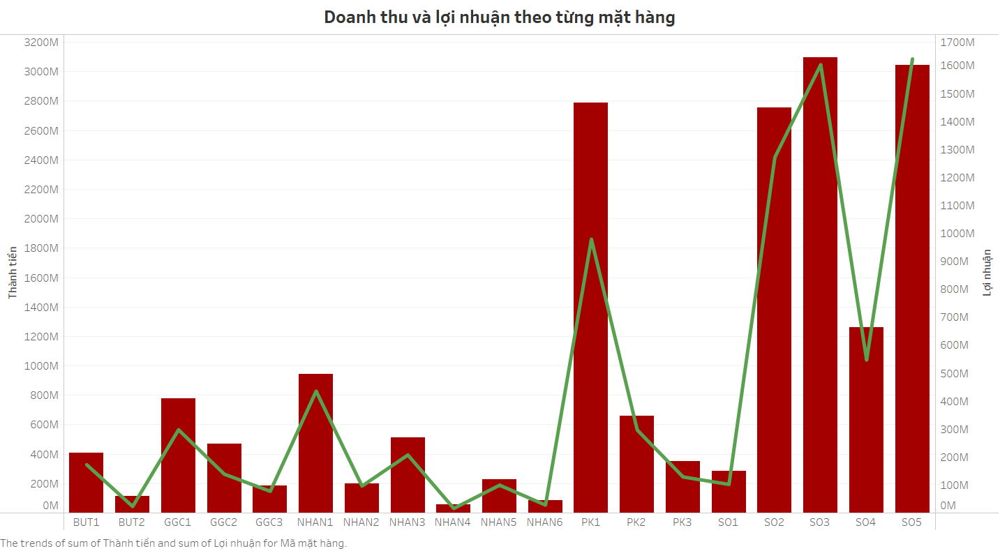 Doanh thu và lợi nhuận theo từng mặt hàng
3200M
3000M
2800M
2600M
2400M
2200M
2000M
1800M
1600M
1400M
1200M
1000M
800M
600M
400M
200M
0M
Thành tiền
1700M
1600M
1500M
1400M
1300M
1200M
1100M
1000M
900M
800M
700M
600M
500M
400M
300M
200M
100M
0M
Lợi nhuận
BUT1 BUT2 GGC1 GGC2 GGC3 NHAN1 NHAN2 NHAN3 NHAN4 NHAN5 NHAN6 PK1 PK2 PK3 SO1 SO2 SO3 SO4 SO5
The trends of sum of Thành tiền and sum of Lợi nhuận for Mã mặt hàng.